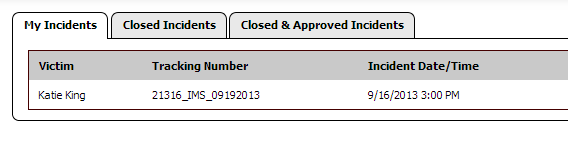 My Incidents Closed Incidents Closed & Approved Incidents
Victim Tracking Number Incident Date/Time
Katie King 21316_IMS_09192013 9/16/2013 3:00 PM